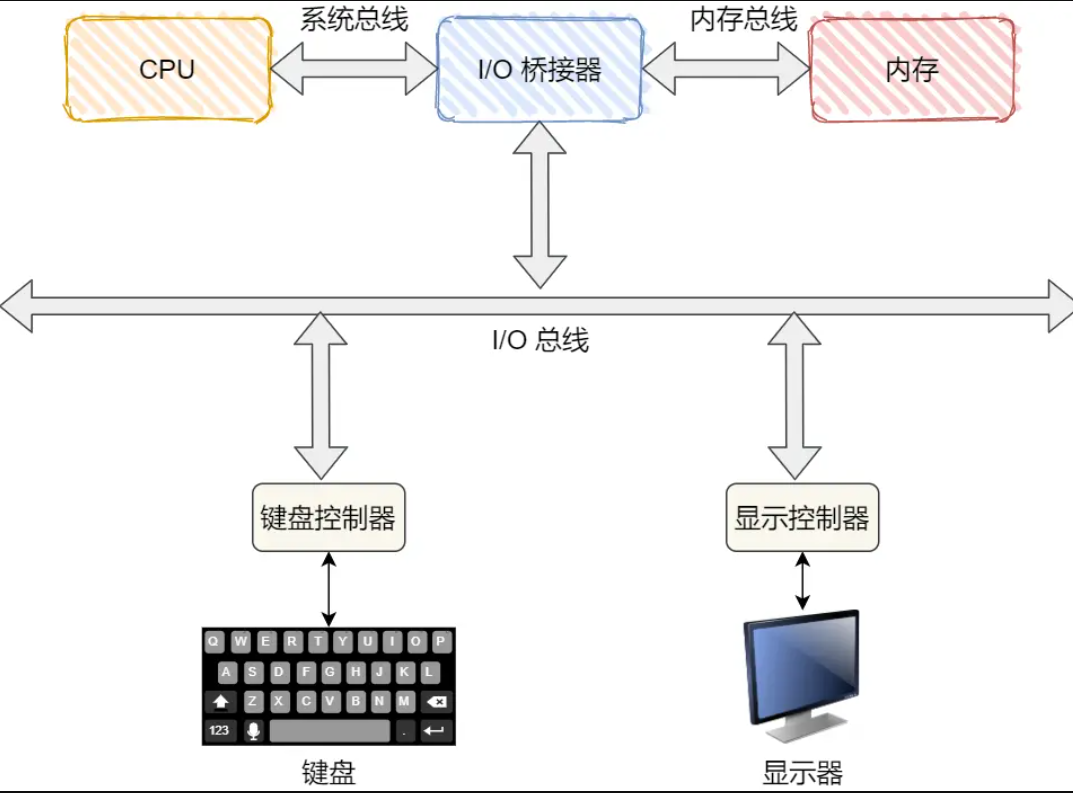 系统总线
内存总线
CPU
I/O 桥接器
内存
I/O 总线
键盘控制器
显示控制器
Q W E R T Y U I O P
A S D F G H J K L
Z X C V B N M
123 .
键盘
显示器